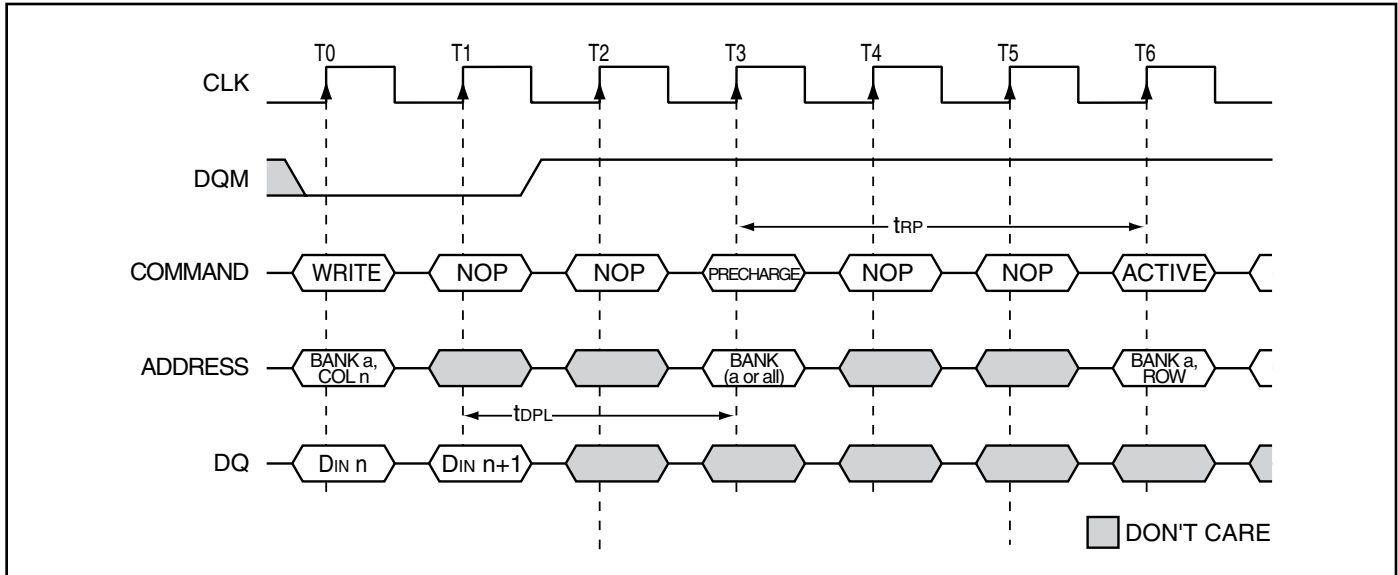 T0 T1 T2 T3 T4 T5 T6
CLK
DQM
tRP
COMMAND WRITE NOP NOP PRECHARGE NOP NOP ACTIVE
ADDRESS BANK a, COL n BANK (a or all) BANK a, ROW
tDPL
DQ DIN n DIN n+1
DON'T CARE